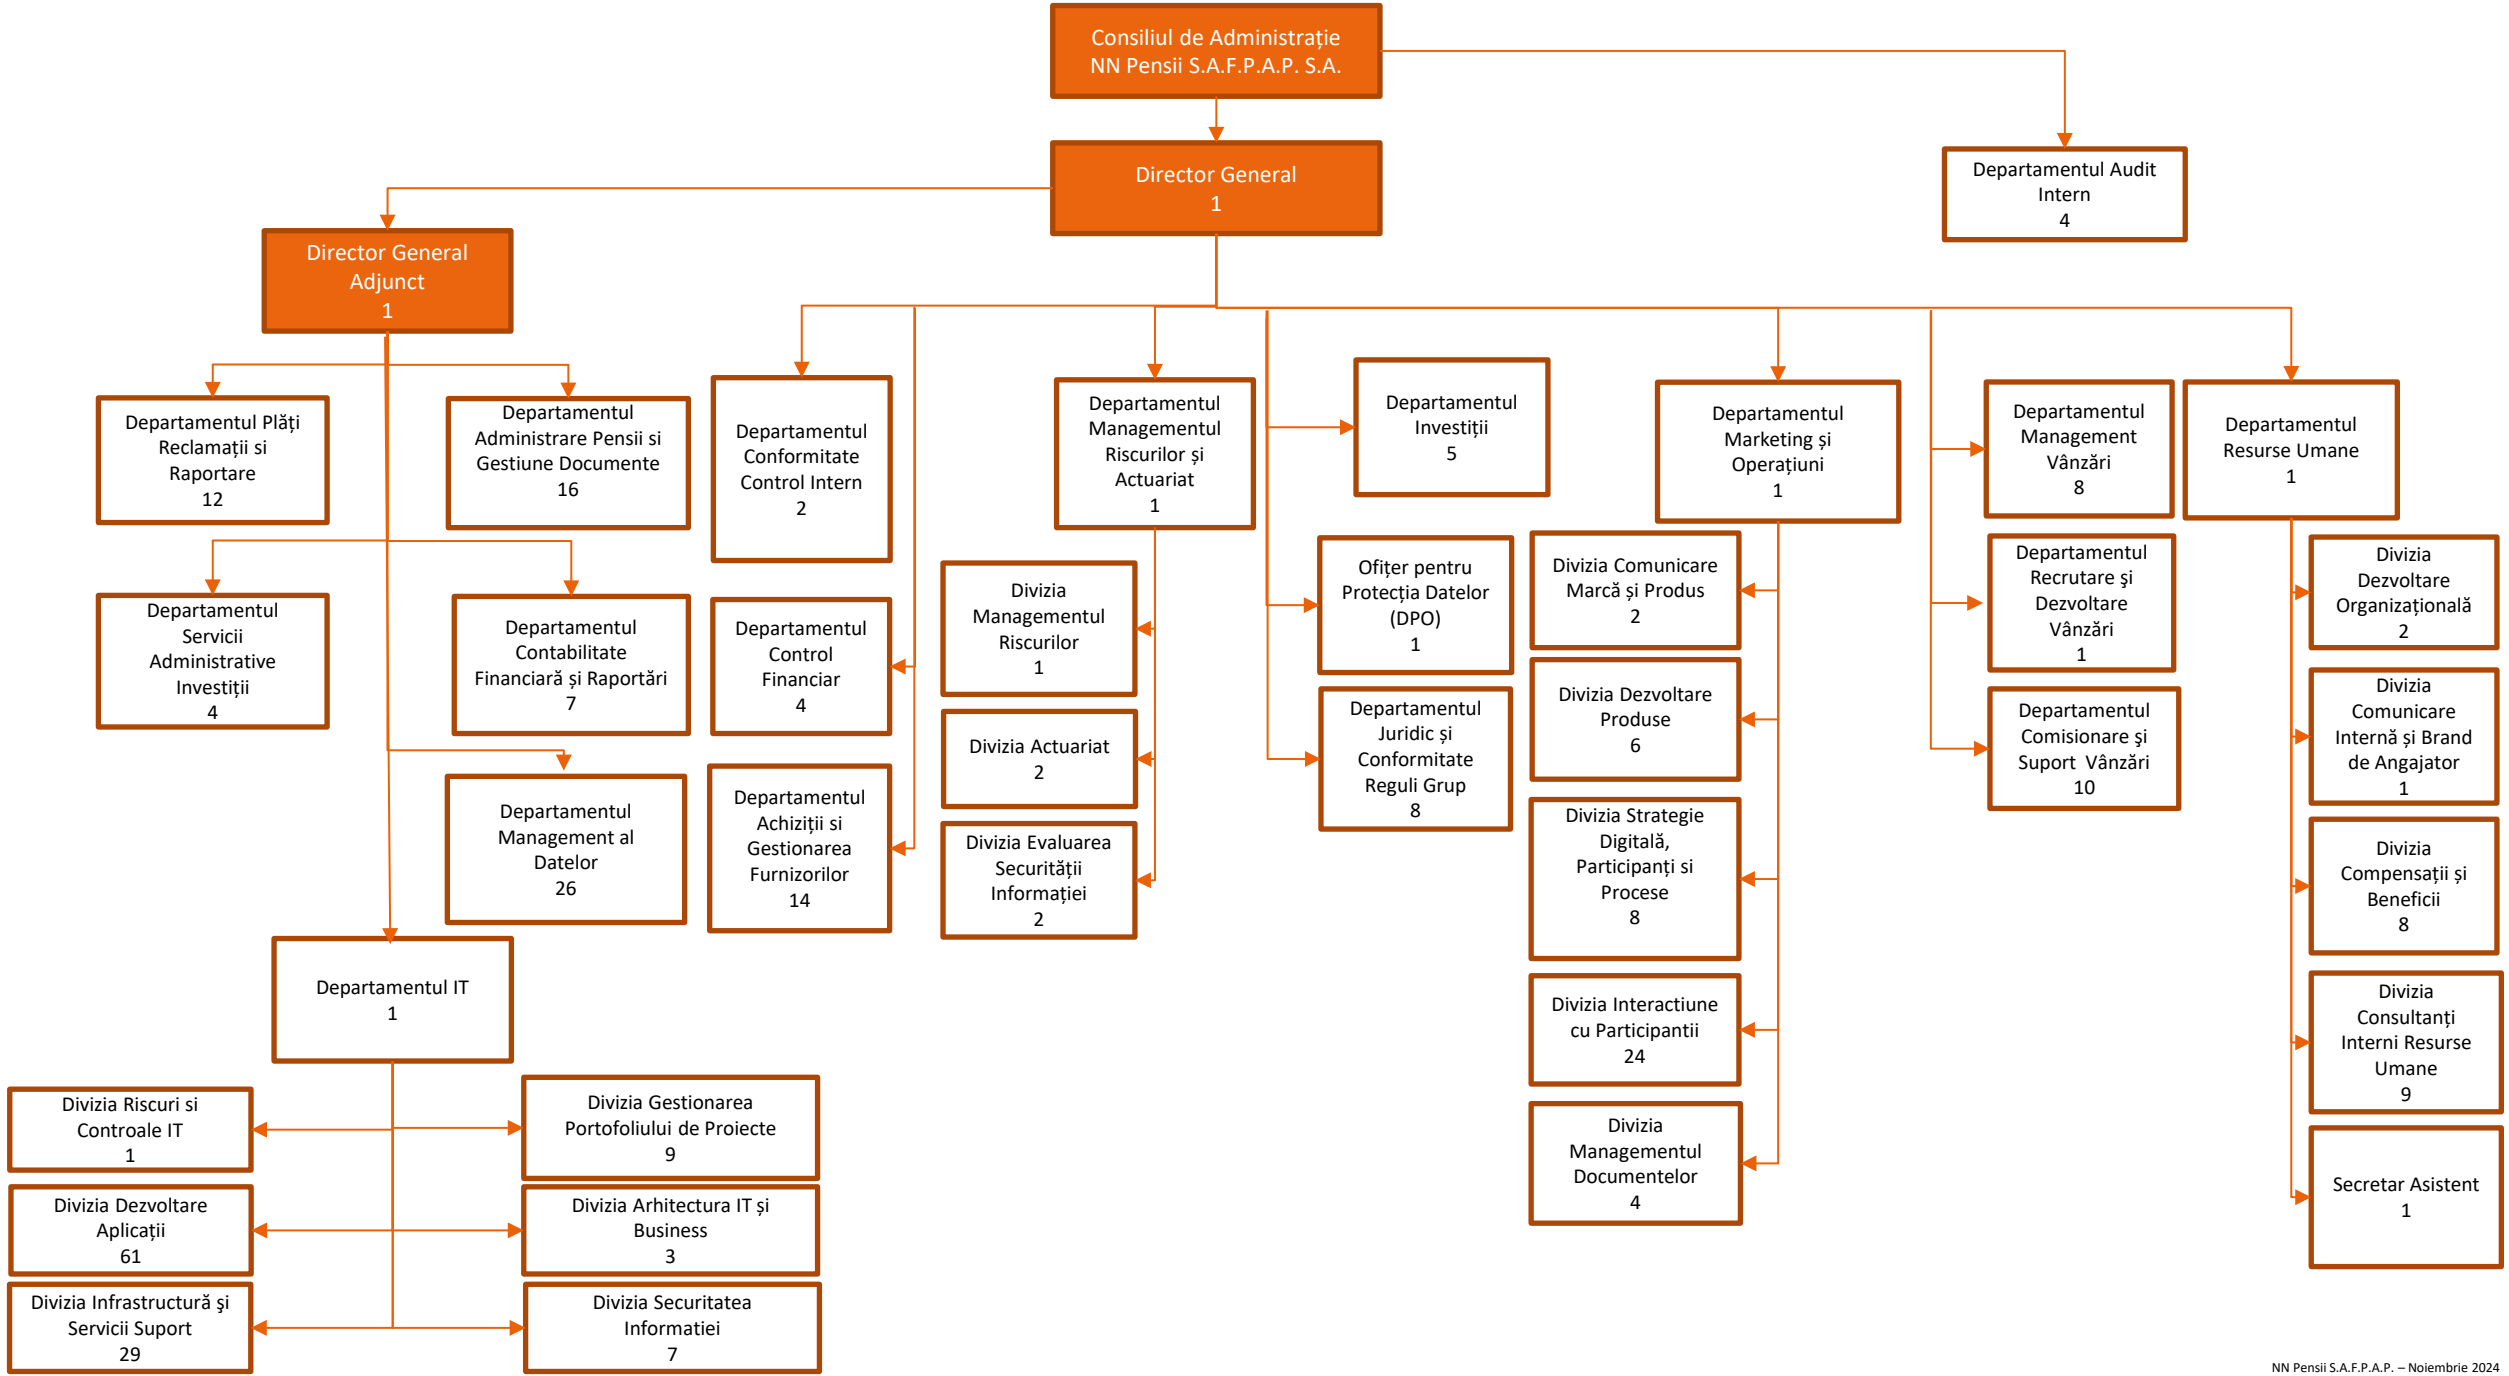 Consiliul de Administrație
NN Pensii S.A.F.P.A.P. S.A.
Director General
1
Departamentul Audit
Intern
4
Director General
Adjunct
1
Departamentul Plăți
Reclamații si
Raportare
12
Departamentul
Administrare Pensii si
Gestiune Documente
16
Departamentul
Servicii
Administrative
Investiții
4
Departamentul
Contabilitate
Financiară și Raportări
7
Departamentul
Management al
Datelor
26
Departamentul IT
1
Divizia Riscuri si
Controale IT
1
Divizia Gestionarea
Portofoliului de Proiecte
9
Divizia Dezvoltare
Aplicații
61
Divizia Arhitectura IT și
Business
3
Divizia Infrastructură şi
Servicii Suport
29
Divizia Securitatea
Informatiei
7
Departamentul
Conformitate
Control Intern
2
Departamentul
Control
Financiar
4
Departamentul
Achiziții si
Gestionarea
Furnizorilor
14
Departamentul
Managementul
Riscurilor și
Actuariat
1
Divizia
Managementul
Riscurilor
1
Divizia Actuariat
2
Divizia Evaluarea
Securității
Informației
2
Departamentul
Investiții
5
Ofițer pentru
Protecția Datelor
(DPO)
1
Departamentul
Juridic și
Conformitate
Reguli Grup
8
Departamentul
Marketing și
Operațiuni
1
Divizia Comunicare
Marcă și Produs
2
Divizia Dezvoltare
Produse
6
Divizia Strategie
Digitală,
Participanți si
Procese
8
Divizia Interactiune
cu Participantii
24
Divizia
Managementul
Documentelor
4
Departamentul
Management
Vânzări
8
Departamentul
Recrutare şi
Dezvoltare
Vânzări
1
Departamentul
Comisionare şi
Suport  Vânzări
10
Departamentul
Resurse Umane
1
Divizia
Dezvoltare
Organizațională
2
Divizia
Comunicare
Internă și Brand
de Angajator
1
Divizia
Compensații și
Beneficii
8
Divizia
Consultanți
Interni Resurse
Umane
9
Secretar Asistent
1
NN Pensii S.A.F.P.A.P. – Noiembrie 2024